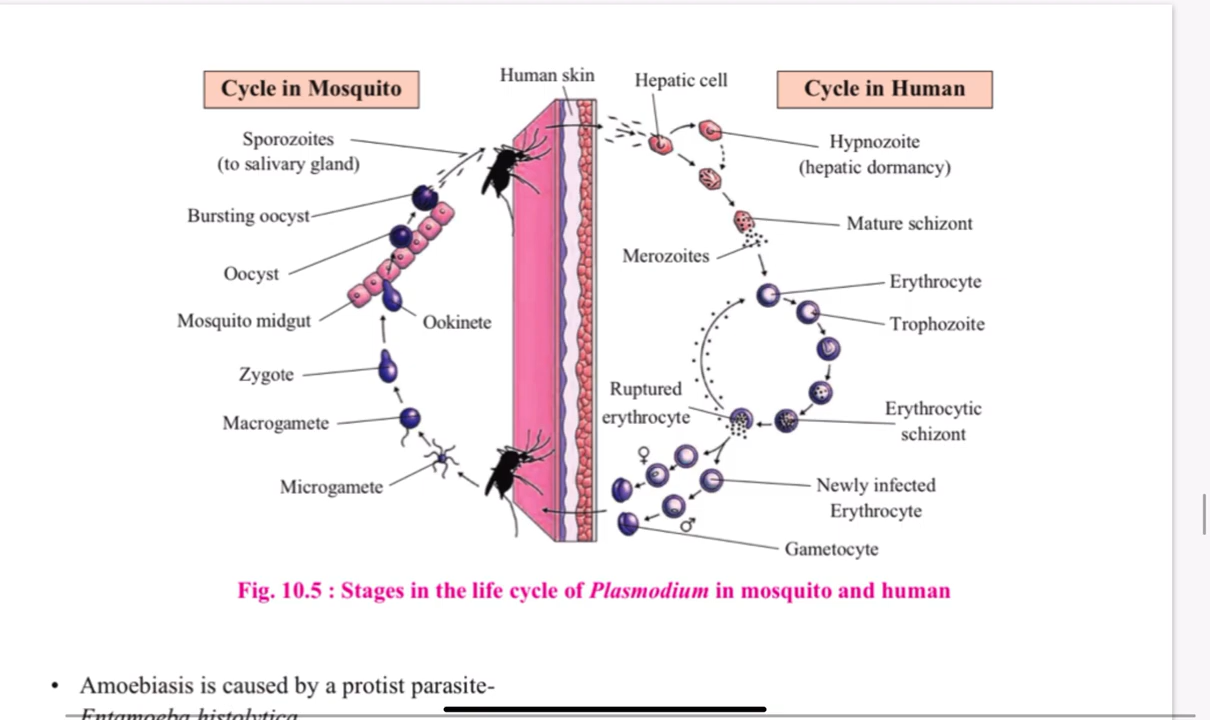 Cycle in Mosquito
Human skin
Hepatic cell
Cycle in Human
Sporozoites
(to salivary gland)
Hypnozoite
(hepatic dormancy)
Bursting oocyst
Mature schizont
Merozoites
Oocyst
Erythrocyte
Mosquito midgut
Ookinete
Trophozoite
Zygote
Ruptured
erythrocyte
Macrogamete
Erythrocytic
schizont
♀
Microgamete
Newly infected
Erythrocyte
♂
Gametocyte
Fig. 10.5 : Stages in the life cycle of Plasmodium in mosquito and human
• Amoebiasis is caused by a protist parasite-
Entamoeba histolytica